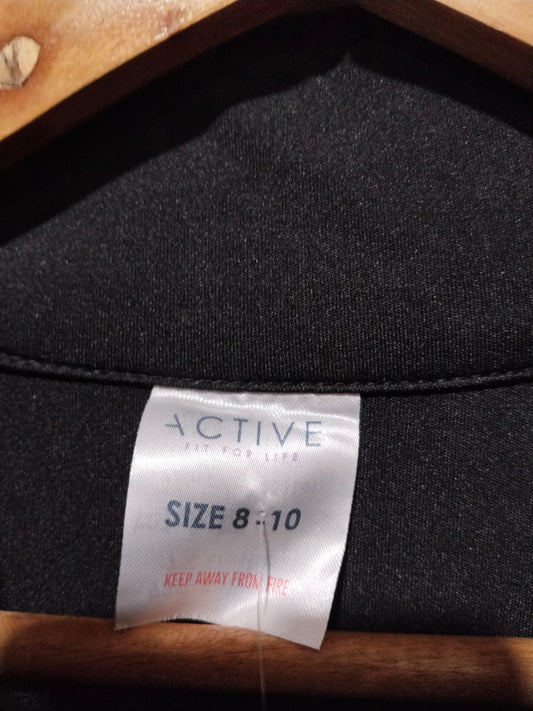 ACTIVE
FIT FOR LIFE
SIZE 8-10
KEEP AWAY FROM FIRE